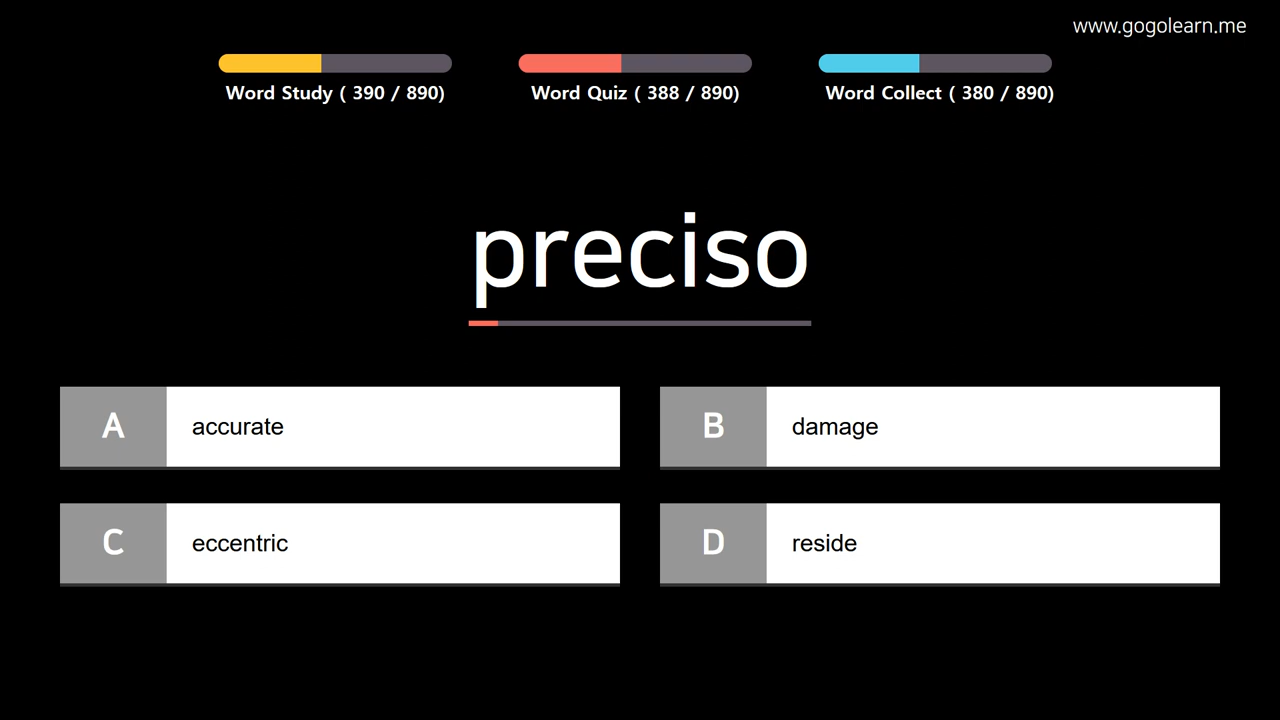 www.gogolearn.me
Word Study ( 390 / 890)
Word Quiz ( 388 / 890)
Word Collect ( 380 / 890)
preciso
A accurate
B damage
C eccentric
D reside